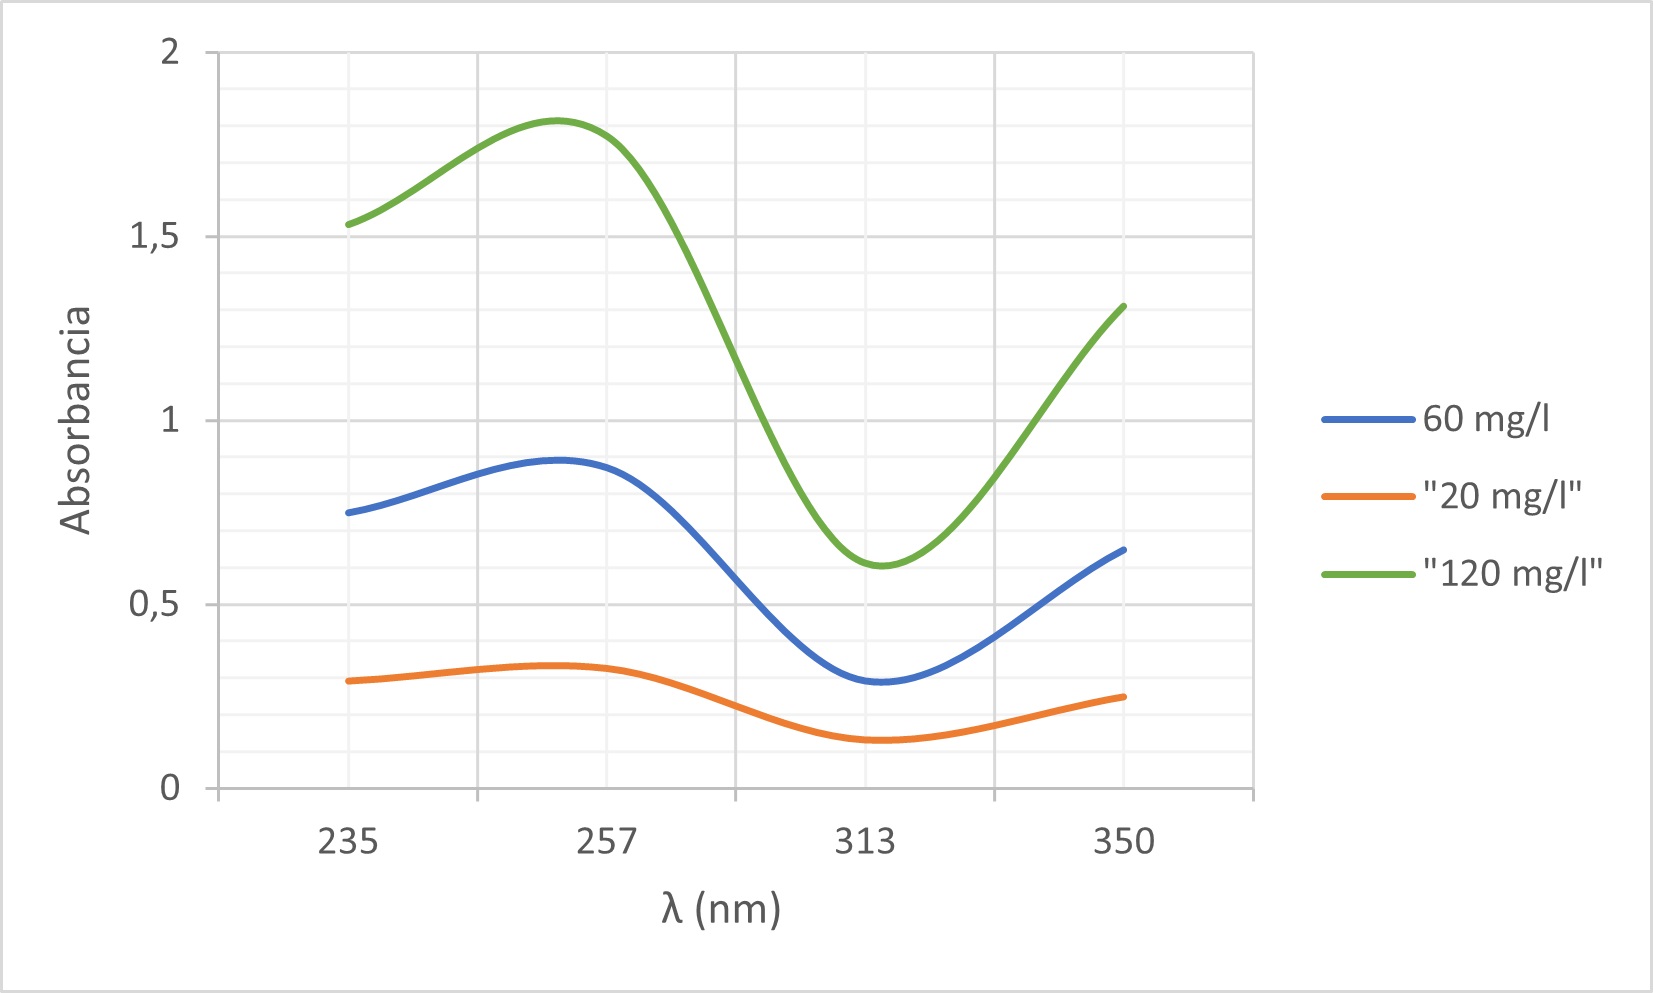 2
1,5
1
0,5
0
Absorbancia
235 257 313 350
λ (nm)
60 mg/l
"20 mg/l"
"120 mg/l"